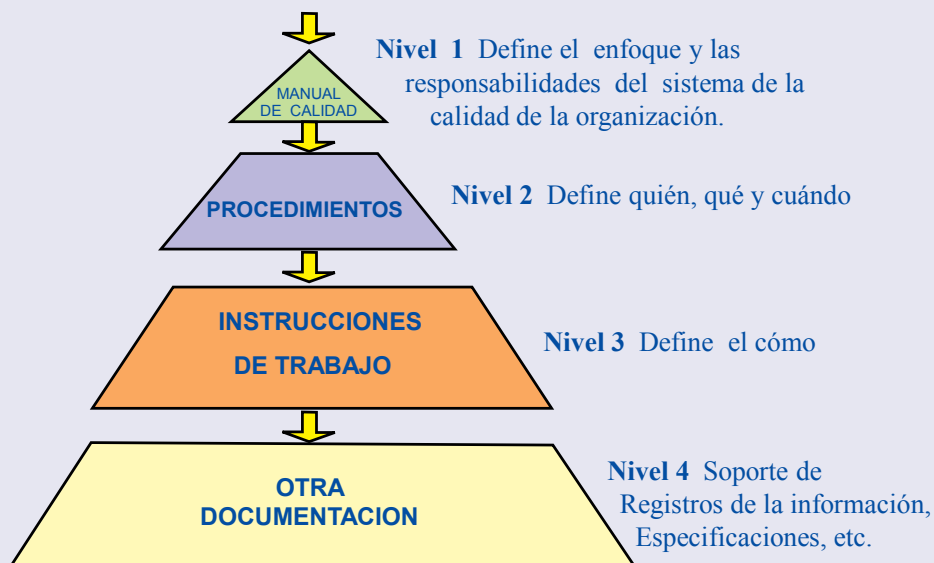 MANUAL
DE CALIDAD
Nivel 1 Define el enfoque y las
responsabilidades del sistema de la
calidad de la organización.
PROCEDIMIENTOS
Nivel 2 Define quién, qué y cuándo
INSTRUCCIONES
DE TRABAJO
Nivel 3 Define el cómo
OTRA
DOCUMENTACION
Nivel 4 Soporte de
Registros de la información,
Especificaciones, etc.